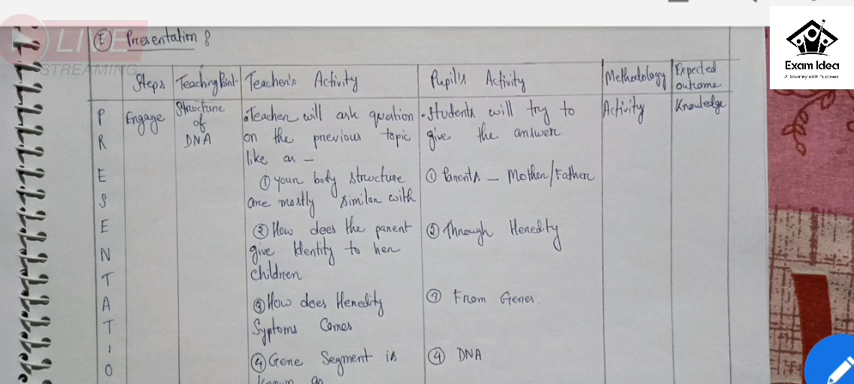 LIVE
STREAMING
Exam Idea
A Journey with Success
(E) Presentation :
Steps
Teaching Point
Teacher's Activity
Pupil's Activity
Methodology
Expected
outcome
P
R
E
S
E
N
T
A
T
I
O
Engage
Structure
of
DNA
• Teacher will ask question
on the previous topic
like as —
① your body structure
are mostly similar with
② How does the parent
give Identity to her
children
③ How does Heredity
Syptoms Comes
④ Gene Segment is
known as
• Students will try to
give the answer
① Parents — Mother/Father
② Through Heredity
③ From Genes.
④ DNA
Activity
Knowledge